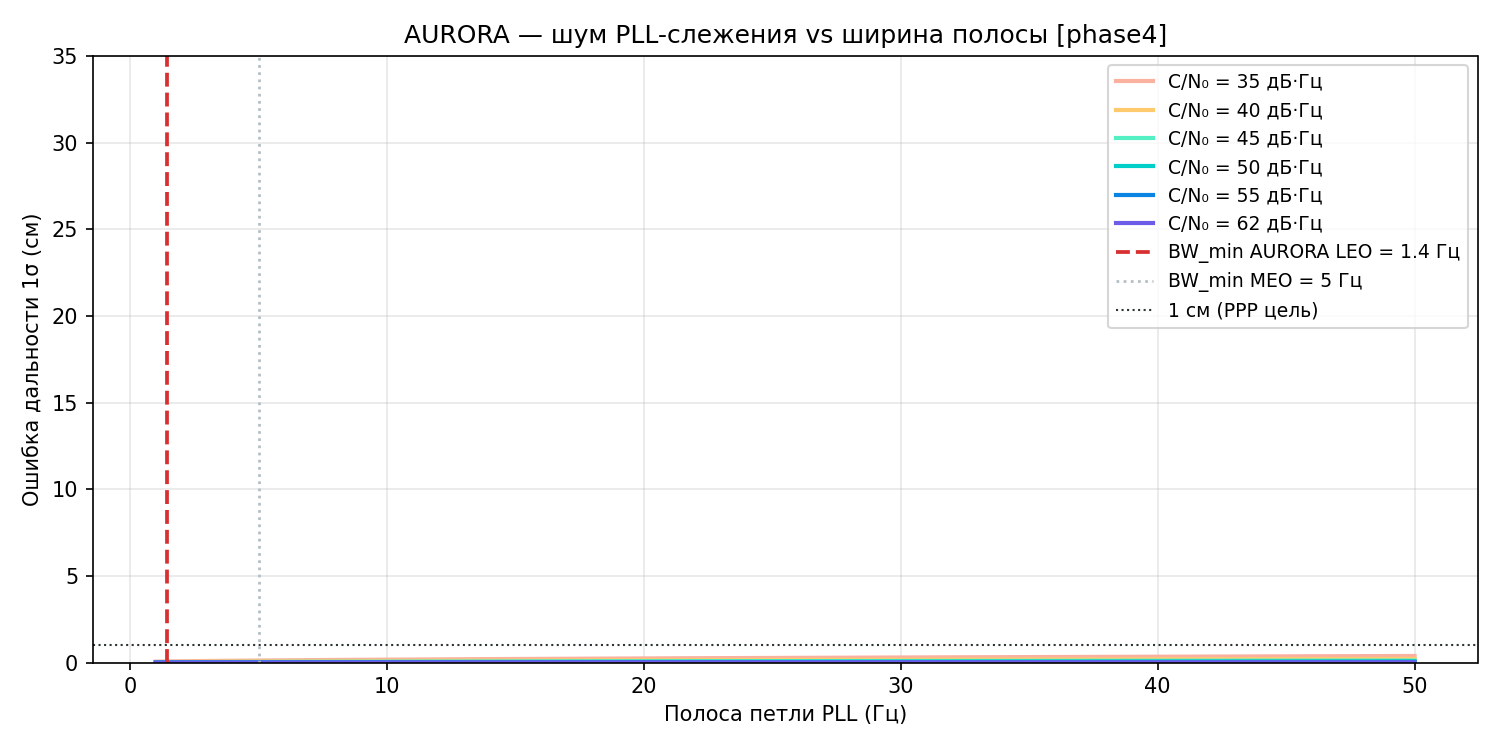 AURORA — шум PLL-слежения vs ширина полосы [phase4]
35
30
25
20
15
10
5
0
Ошибка дальности 1σ (см)
C/N₀ = 35 дБ·Гц
C/N₀ = 40 дБ·Гц
C/N₀ = 45 дБ·Гц
C/N₀ = 50 дБ·Гц
C/N₀ = 55 дБ·Гц
C/N₀ = 62 дБ·Гц
BW_min AURORA LEO = 1.4 Гц
BW_min MEO = 5 Гц
1 см (PPP цель)
0 10 20 30 40 50
Полоса петли PLL (Гц)